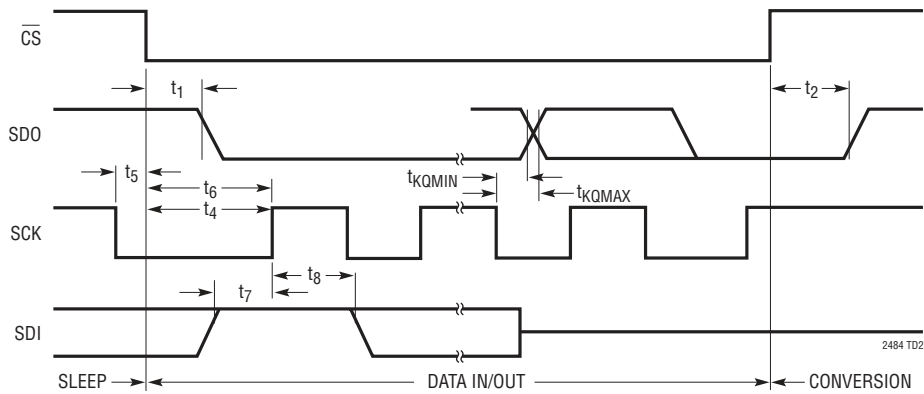 CS
t1
t2
SDO
t5
t6
tKQMIN
t4
tKQMAX
SCK
t8
t7
SDI
2484 TD2
SLEEP DATA IN/OUT CONVERSION